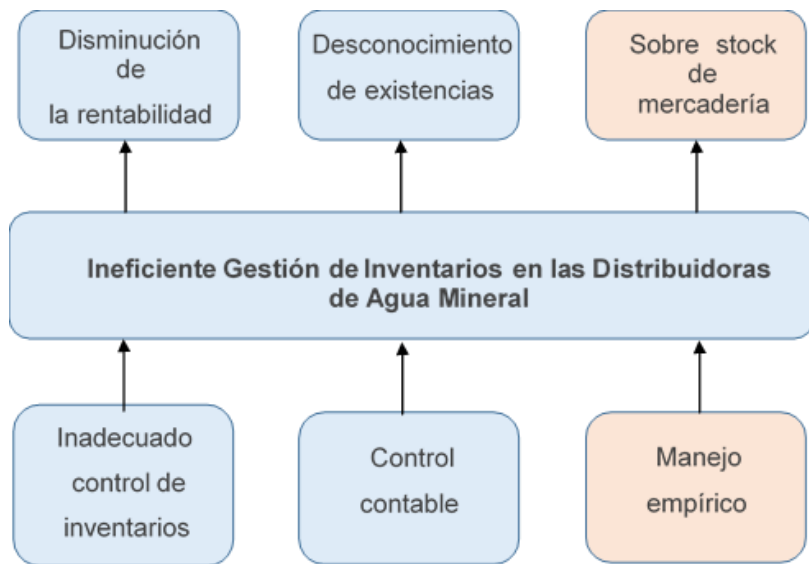 Disminución
de
la rentabilidad
Desconocimiento
de existencias
Sobre stock
de
mercadería
Ineficiente Gestión de Inventarios en las Distribuidoras
de Agua Mineral
Inadecuado
control de
inventarios
Control
contable
Manejo
empírico